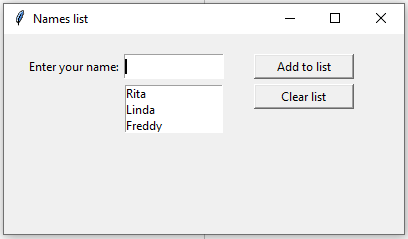 Names list
Enter your name:
Add to list
Clear list
Rita
Linda
Freddy